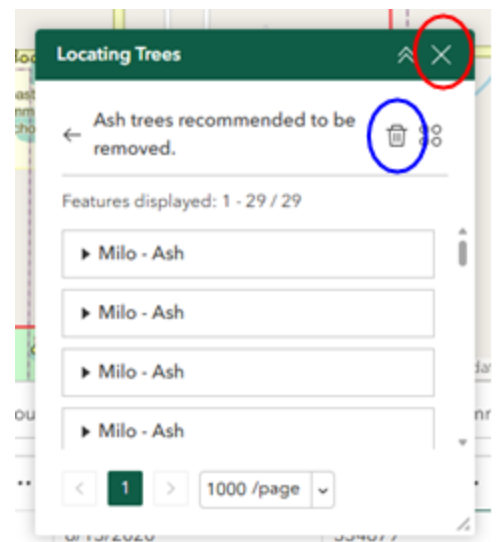 Locating Trees
Ash trees recommended to be
removed.
Features displayed: 1 - 29 / 29
Milo - Ash
Milo - Ash
Milo - Ash
Milo - Ash
1
1000 /page